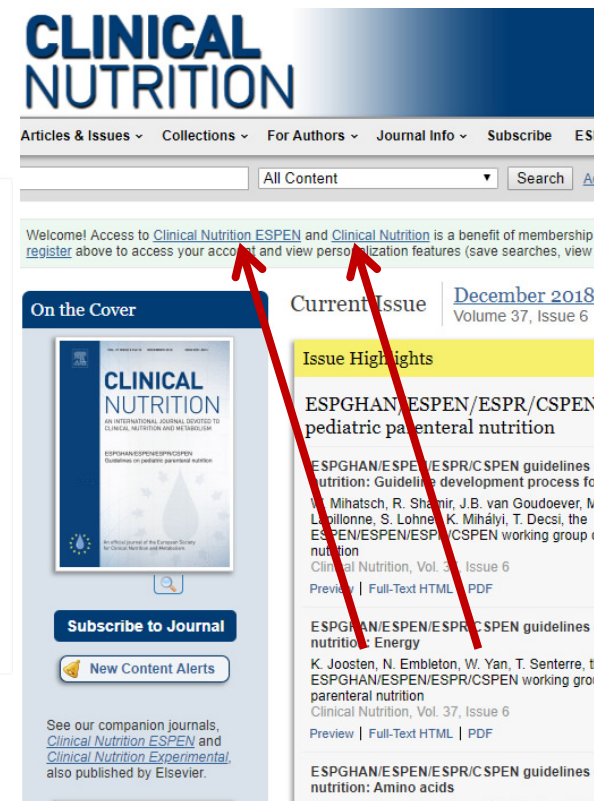 CLINICAL
NUTRITION
Articles & Issues Collections For Authors Journal Info Subscribe
All Content Search
Welcome! Access to Clinical Nutrition ESPEN and Clinical Nutrition is a benefit of membership
register above to access your account and view personalization features (save searches, view
On the Cover
CLINICAL
NUTRITION
AN INTERNATIONAL JOURNAL DEVOTED TO
CLINICAL NUTRITION AND METABOLISM
ESPGHAN/ESPEN/ESPR/CSPEN
Guidelines on pediatric parenteral nutrition
An official journal of the European Society
for Clinical Nutrition and Metabolism
Subscribe to Journal
New Content Alerts
See our companion journals,
Clinical Nutrition ESPEN and
Clinical Nutrition Experimental,
also published by Elsevier.
Current Issue
December 2018
Volume 37, Issue 6
Issue Highlights
ESPGHAN/ESPEN/ESPR/CSPEN
pediatric parenteral nutrition
ESPGHAN/ESPEN/ESPR/CSPEN guidelines
nutrition: Guideline development process
W. Mihatsch, R. Shamir, J.B. van Goudoever,
Lapillonne, S. Lohner, K. Mihályi, T. Decsi, the
ESPEN/ESPEN/ESPR/CSPEN working group
nutrition
Clinical Nutrition, Vol. 37, Issue 6
Preview | Full-Text HTML | PDF
ESPGHAN/ESPEN/ESPR/CSPEN guidelines
nutrition: Energy
K. Joosten, N. Embleton, W. Yan, T. Senterre,
ESPGHAN/ESPEN/ESPR/CSPEN working
parenteral nutrition
Clinical Nutrition, Vol. 37, Issue 6
Preview | Full-Text HTML | PDF
ESPGHAN/ESPEN/ESPR/CSPEN guidelines
nutrition: Amino acids